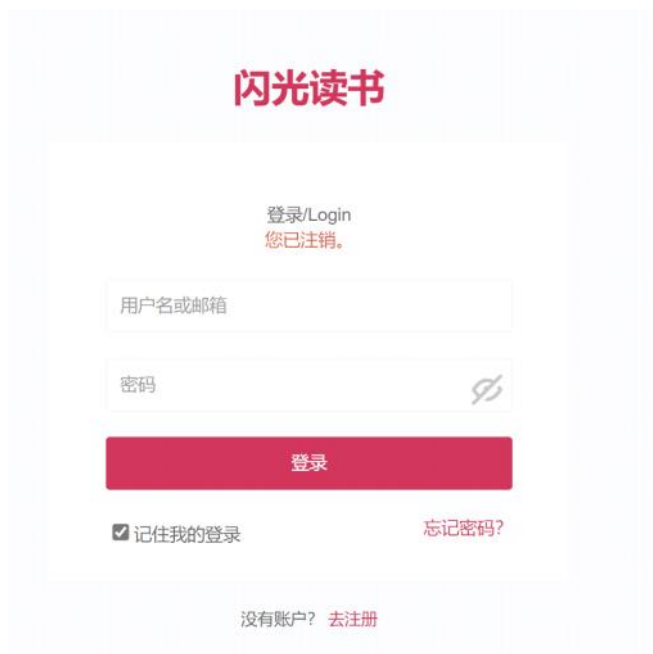 闪光读书
登录/Login
您已注销。
用户名或邮箱
密码
登录
记住我的登录
忘记密码?
没有账户? 去注册